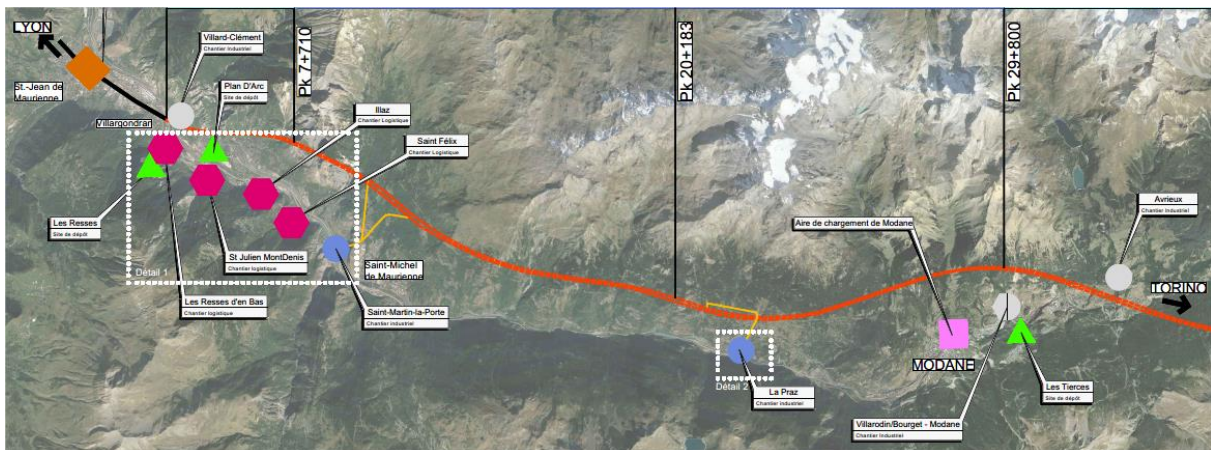 LYON
St.-Jean de
Maurienne
Villargondran
Villard-Clément
Chantier industriel
Plan D'Arc
Site de dépôt
Pk 7+710
Illaz
Chantier Logistique
Saint Félix
Chantier Logistique
Pk 20+183
Pk 29+800
Les Resses
Site de dépôt
Détail 1
St Julien MontDenis
Chantier logistique
Les Resses d'en Bas
Chantier logistique
Saint-Michel
de Maurienne
Saint-Martin-la-Porte
Chantier industriel
Aire de chargement de Modane
Avrieux
Chantier industriel
TORINO
MODANE
Détail 2
La Praz
Chantier industriel
Les Tierces
Site de dépôt
Villarodin/Bourget - Modane
Chantier Industriel